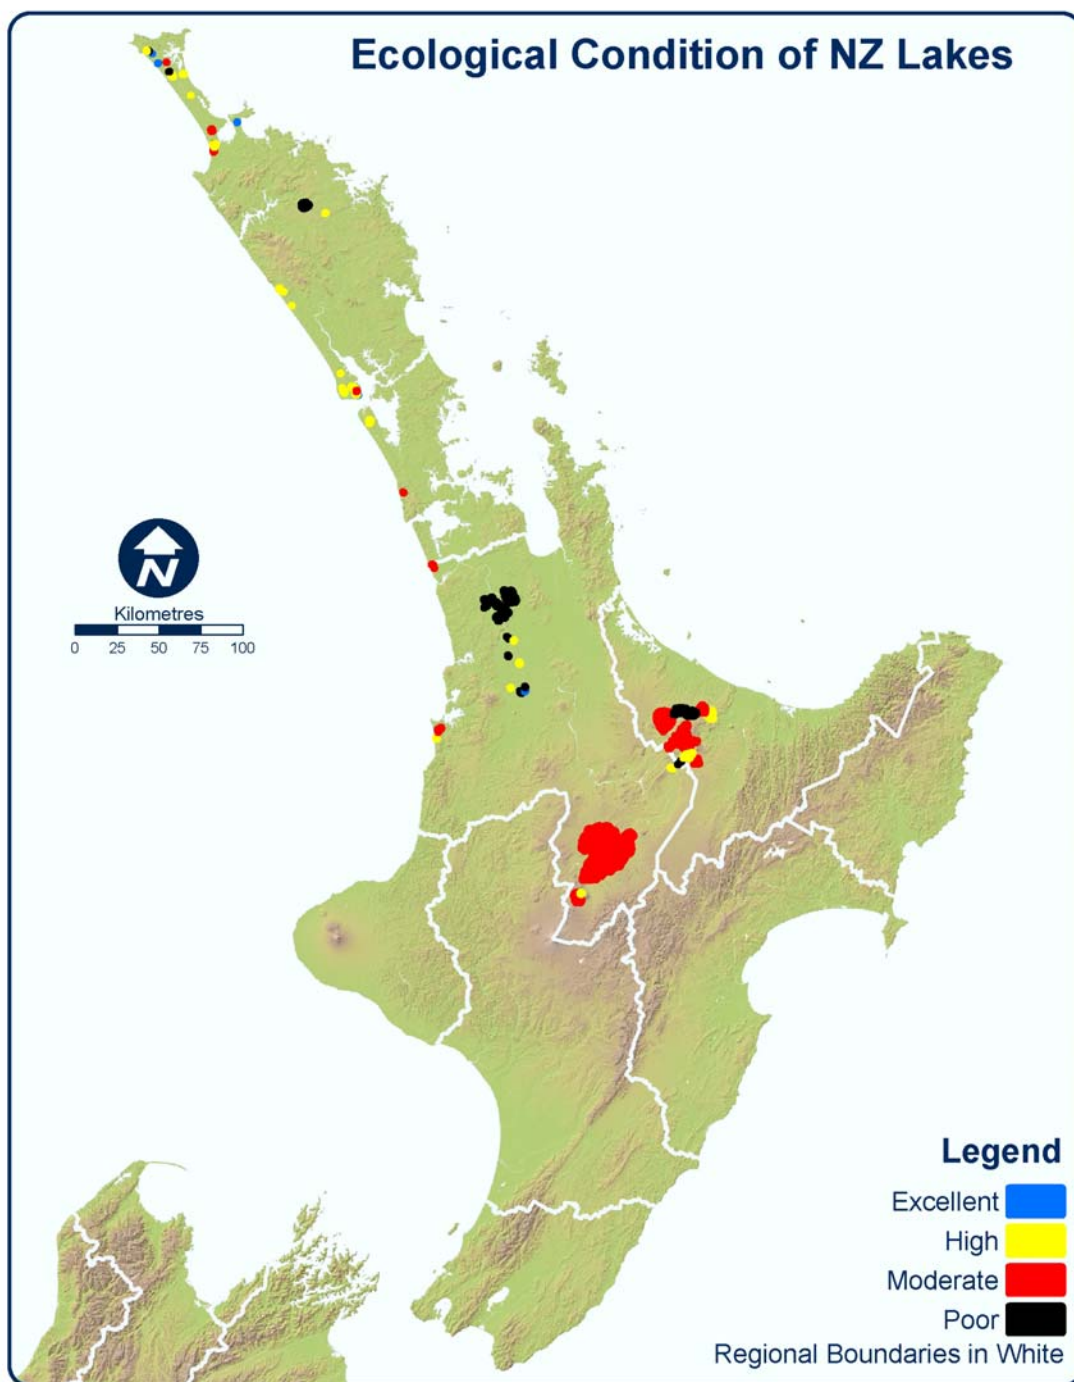 Ecological Condition of NZ Lakes
N
Kilometres
0 25 50 75 100
Legend
Excellent
High
Moderate
Poor
Regional Boundaries in White